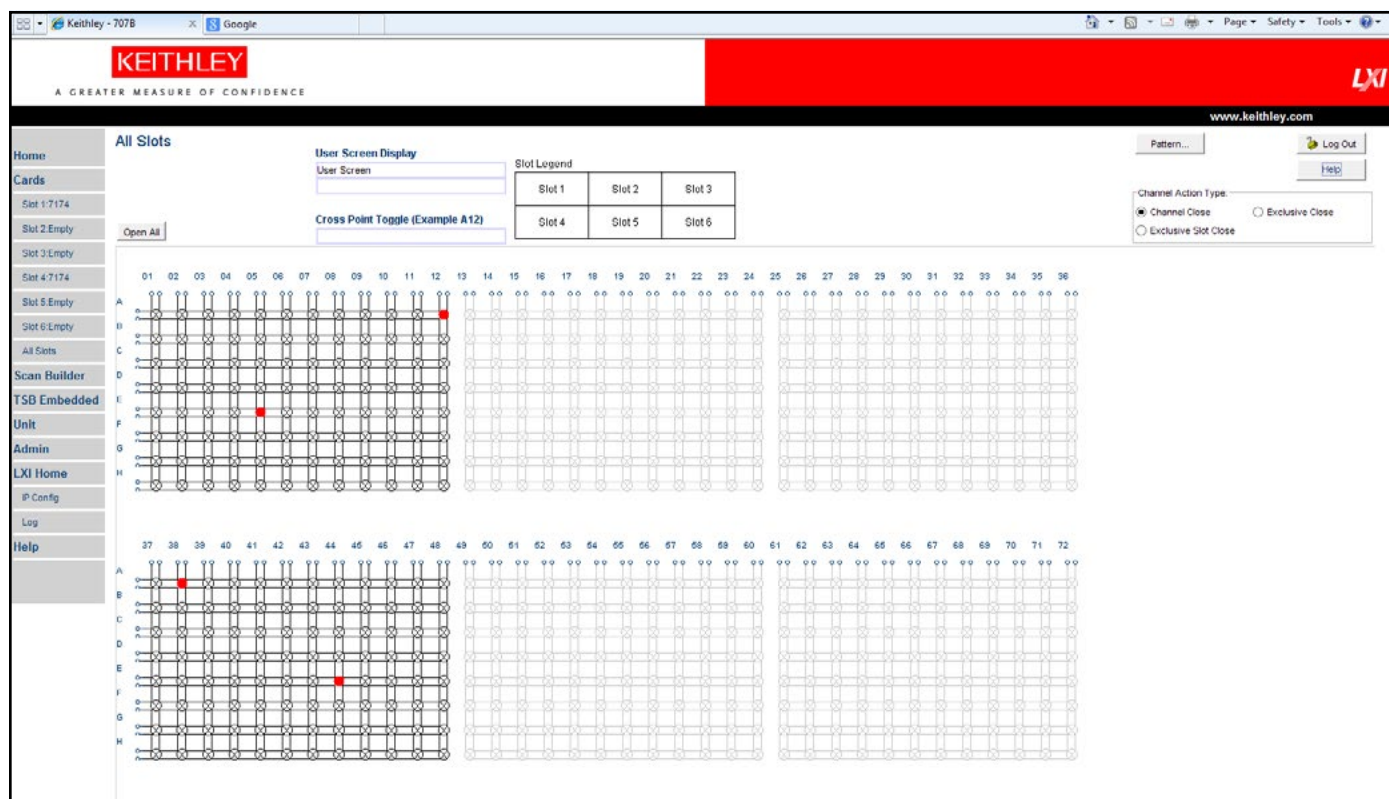 Keithley - 707B
Google
Page
Safety
Tools
KEITHLEY
A GREATER MEASURE OF CONFIDENCE
LXI
www.keithley.com
Home
Cards
Slot 1:7174
Slot 2:Empty
Slot 3:Empty
Slot 4:7174
Slot 5:Empty
Slot 6:Empty
All Slots
Scan Builder
TSB Embedded
Unit
Admin
LXI Home
IP Config
Log
Help
All Slots
Open All
User Screen Display
User Screen
Cross Point Toggle (Example A12)
Slot Legend
Slot 1 Slot 2 Slot 3
Slot 4 Slot 5 Slot 6
Pattern...
Log Out
Help
Channel Action Type.
Channel Close Exclusive Close
Exclusive Slot Close
01 02 03 04 05 06 07 08 09 10 11 12 13 14 15 16 17 18 19 20 21 22 23 24 25 26 27 28 29 30 31 32 33 34 35 36
A
B
C
D
E
F
G
H
37 38 39 40 41 42 43 44 45 46 47 48 49 50 51 52 53 54 55 56 57 58 59 60 61 62 63 64 65 66 67 68 69 70 71 72
A
B
C
D
E
F
G
H